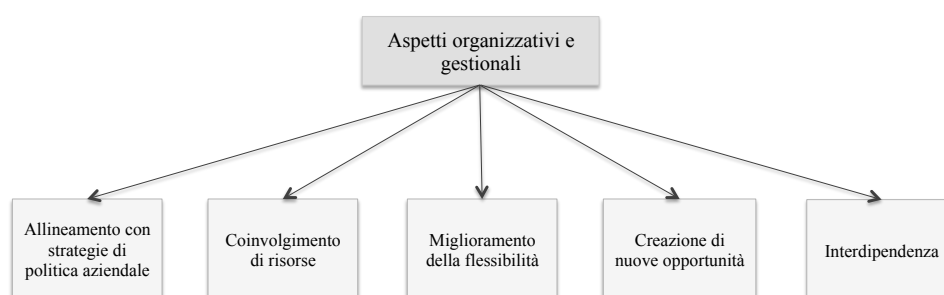 Aspetti organizzativi e
gestionali
Allineamento con
strategie di
politica aziendale
Coinvolgimento
di risorse
Miglioramento
della flessibilità
Creazione di
nuove opportunità
Interdipendenza